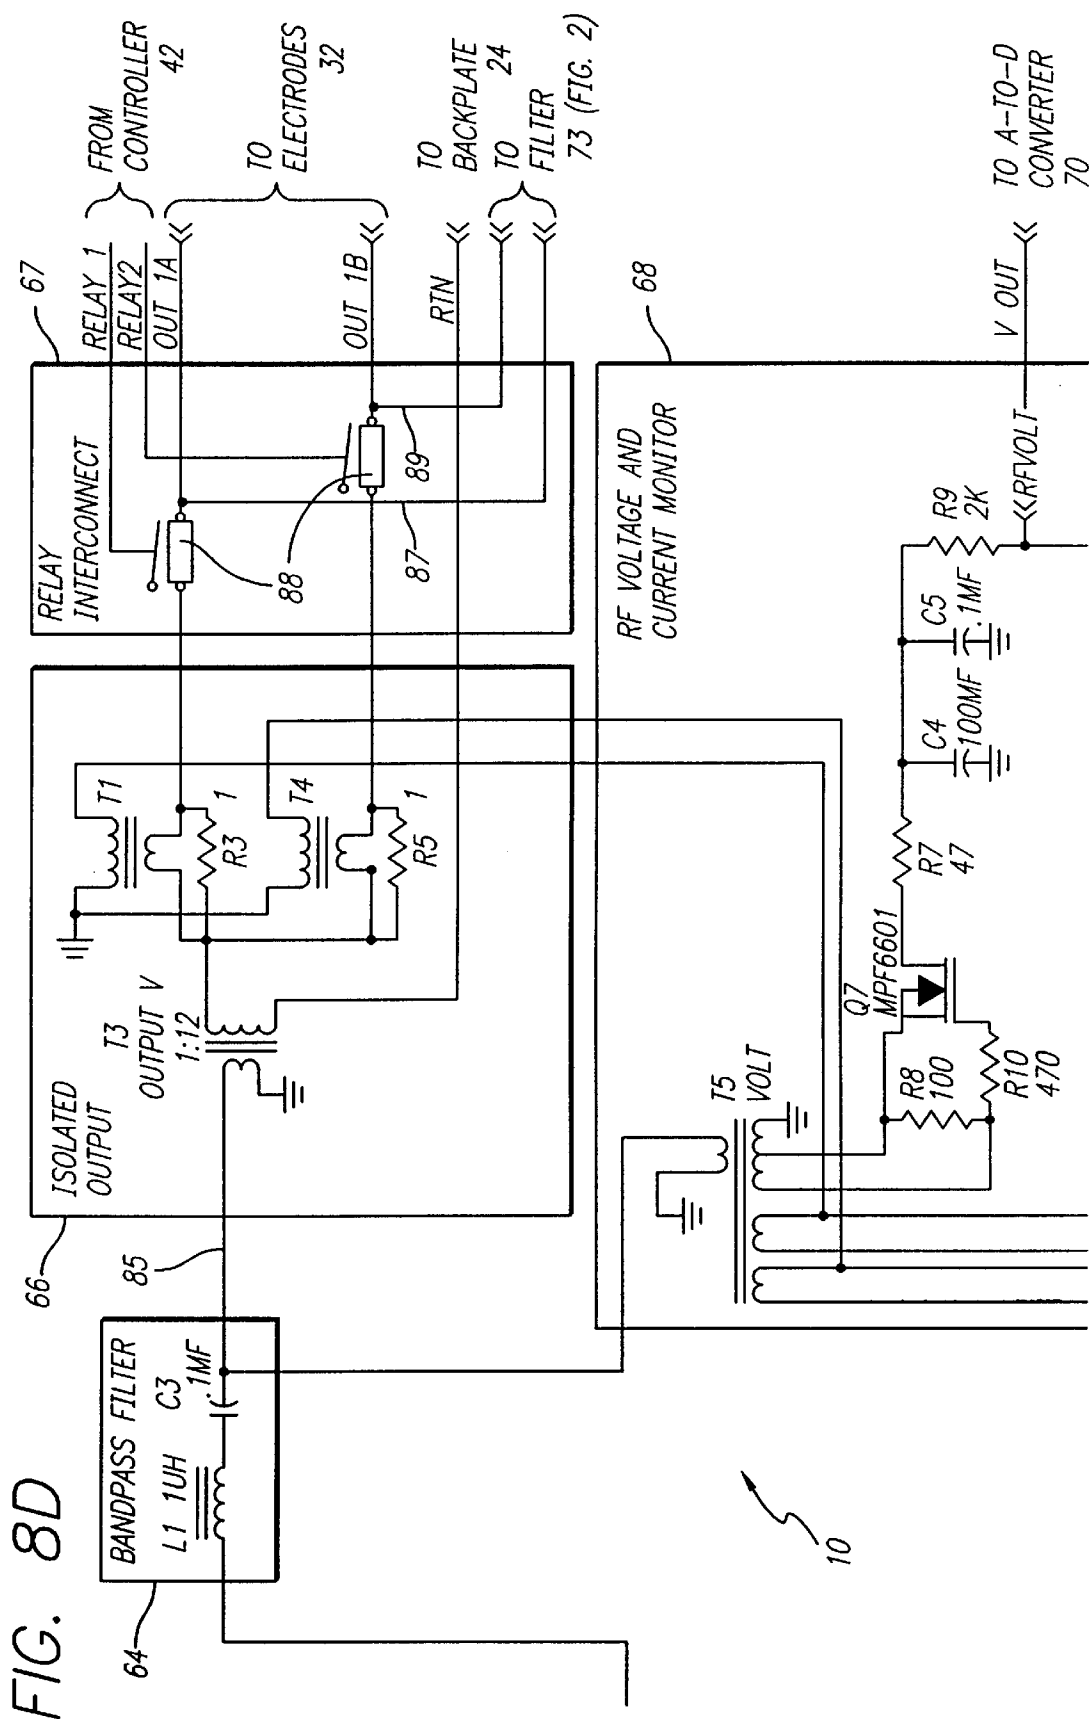 FIG. 8D
64
BANDPASS FILTER
L1 1UH
C3
.1MF
85
66
ISOLATED
OUTPUT
T3
OUTPUT V
1:12
T1
R3
1
T4
R5
1
RELAY
INTERCONNECT
67
88
87
89
RELAY 1
RELAY2
OUT 1A
OUT 1B
RTN
FROM
CONTROLLER
42
TO
ELECTRODES
32
TO
BACKPLATE
24
TO
FILTER
73 (FIG. 2)
RF VOLTAGE AND
CURRENT MONITOR
68
T5
VOLT
R8
100
R10
470
Q7
MPF6601
R7
47
C4
100MF
C5
.1MF
R9
2K
RFVOLT
V OUT
TO A-TO-D
CONVERTER
70
10